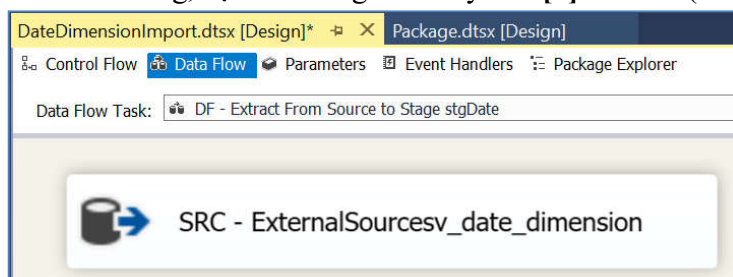 DateDimensionImport.dtsx [Design]* Package.dtsx [Design]
Control Flow Data Flow Parameters Event Handlers Package Explorer
Data Flow Task: DF - Extract From Source to Stage stgDate
SRC - ExternalSourcesv_date_dimension